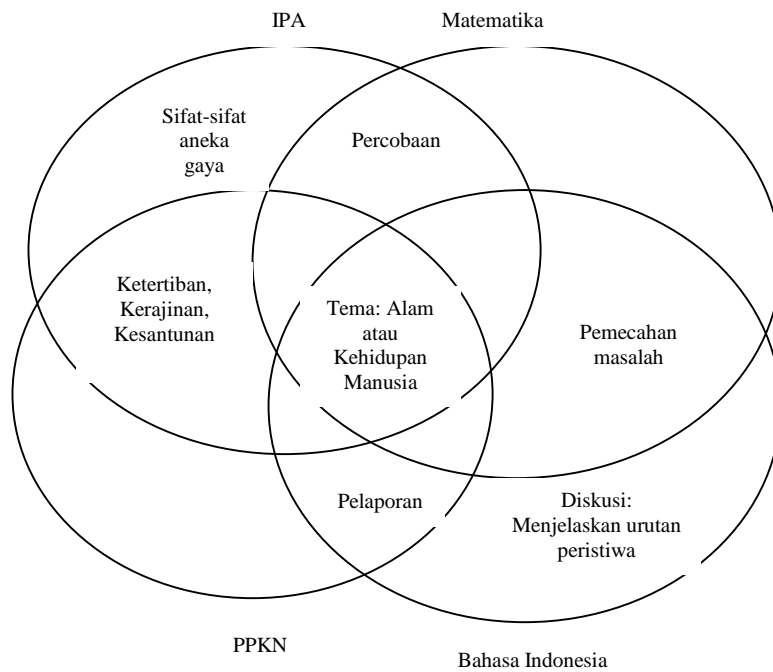 IPA
Matematika
Sifat-sifat
aneka
gaya
Percobaan
Ketertiban,
Kerajinan,
Kesantunan
Tema: Alam
atau
Kehidupan
Manusia
Pemecahan
masalah
Pelaporan
Diskusi:
Menjelaskan urutan
peristiwa
PPKN
Bahasa Indonesia